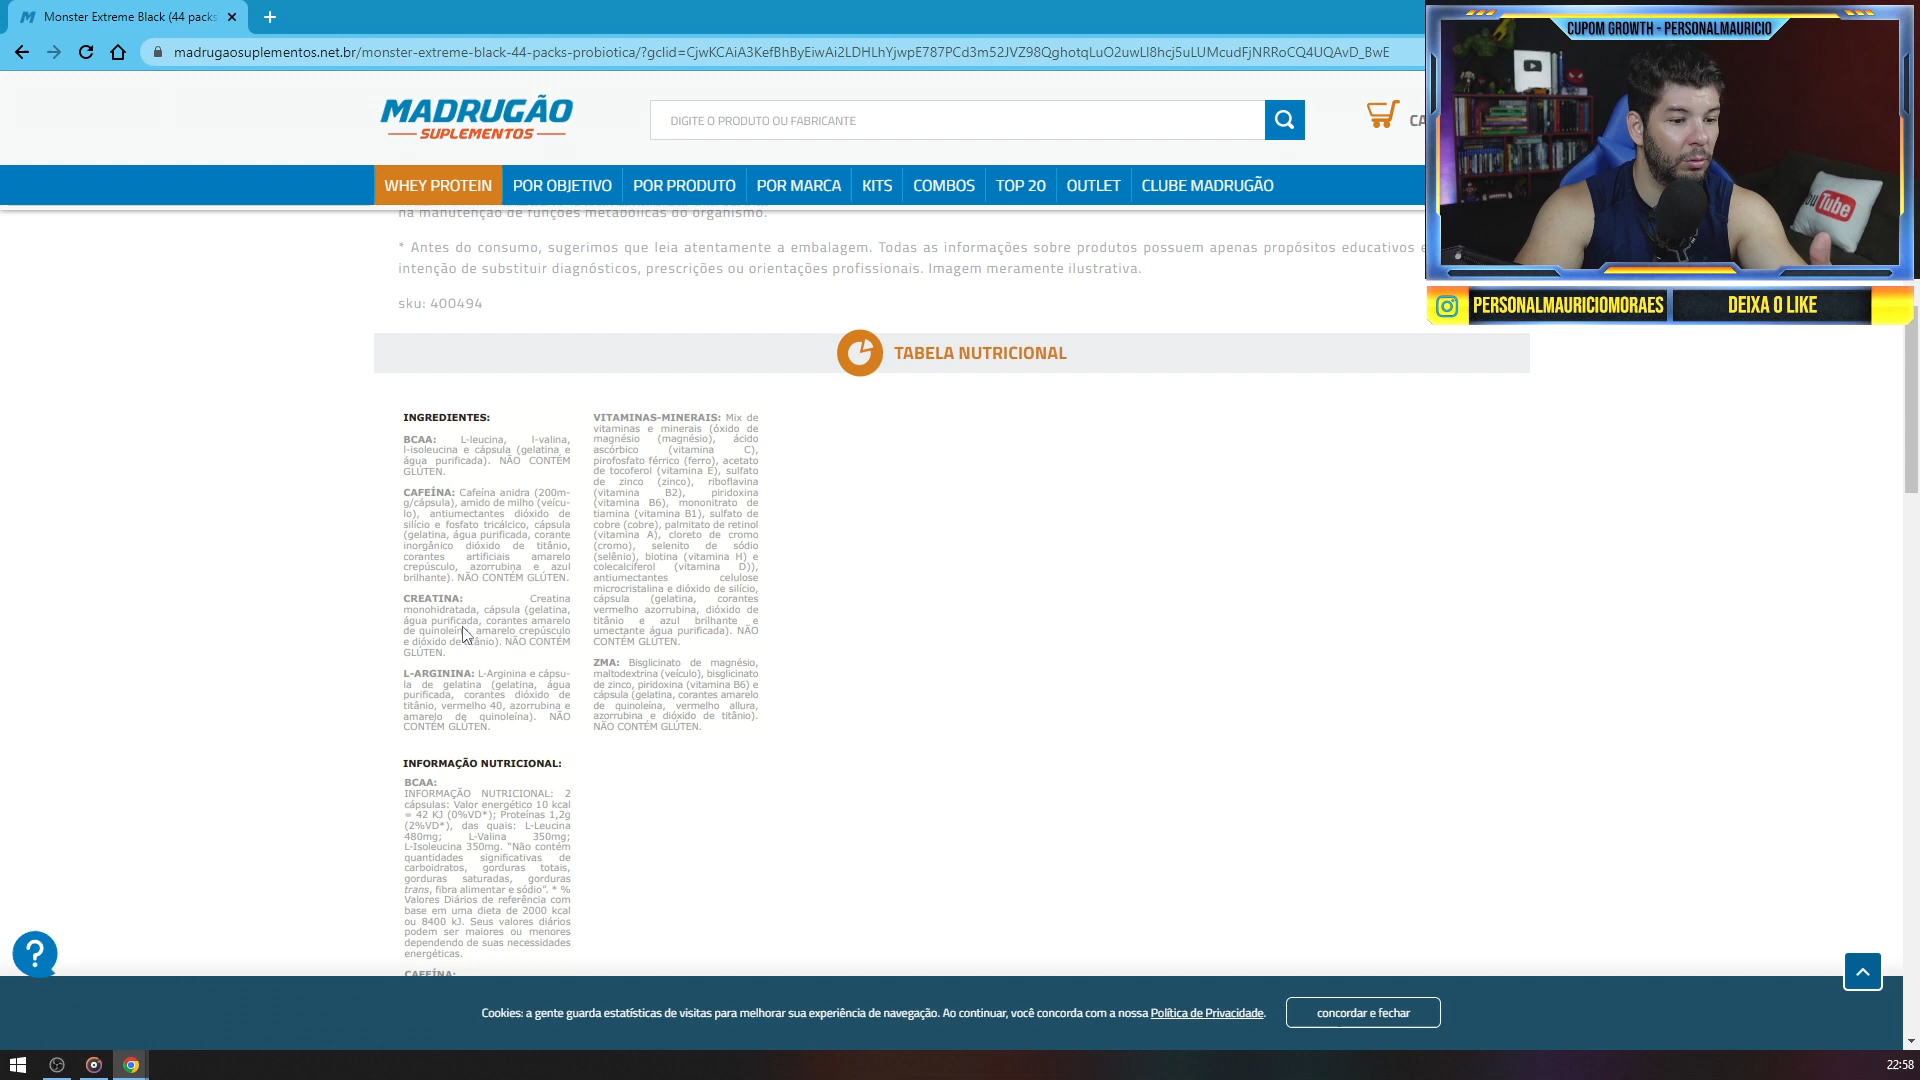 Monster Extreme Black (44 packs
madrugaosuplementos.net.br/monster-extreme-black-44-packs-probiotica/?gclid=CjwKCAiA3KefBhByEiwAi2LDHLhYjwpE787PCd3m52JVZ98QghotqLuO2uwLl8hcj5uLUMcudFjNRRoCQ4UQAvD_BwE
MADRUGÃO
SUPLEMENTOS
DIGITE O PRODUTO OU FABRICANTE
CA
WHEY PROTEIN
POR OBJETIVO
POR PRODUTO
POR MARCA
KITS
COMBOS
TOP 20
OUTLET
CLUBE MADRUGÃO
CUPOM GROWTH - PERSONALMAURICIO
You Tube
PERSONALMAURICIOMORAES
DEIXA O LIKE
na manutenção de funções metabólicas do organismo.
* Antes do consumo, sugerimos que leia atentamente a embalagem. Todas as informações sobre produtos possuem apenas propósitos educativos e
intenção de substituir diagnósticos, prescrições ou orientações profissionais. Imagem meramente ilustrativa.
sku: 400494
TABELA NUTRICIONAL
INGREDIENTES:
BCAA: L-leucina, l-valina,
l-isoleucina e cápsula (gelatina e
água purificada). NÃO CONTÉM
GLÚTEN.
CAFEÍNA: Cafeína anidra (200m-
g/cápsula), amido de milho (veícu-
lo), antiumectantes dióxido de
silício e fosfato tricálcico, cápsula
(gelatina, água purificada, corante
inorgânico dióxido de titânio,
corantes artificiais amarelo
crepúsculo, azorrubina e azul
brilhante). NÃO CONTÉM GLÚTEN.
CREATINA: Creatina
monohidratada, cápsula (gelatina,
água purificada, corantes amarelo
de quinoleín amarelo crepúsculo
e dióxido de titânio). NÃO CONTÉM
GLÚTEN.
L-ARGININA: L-Arginina e cápsu-
la de gelatina (gelatina, água
purificada, corantes dióxido de
titânio, vermelho 40, azorrubina e
amarelo de quinoleína). NÃO
CONTÉM GLÚTEN.
VITAMINAS-MINERAIS: Mix de
vitaminas e minerais (óxido de
magnésio (magnésio), ácido
ascórbico (vitamina C),
pirofosfato férrico (ferro), acetato
de tocoferol (vitamina E), sulfato
de zinco (zinco), riboflavina
(vitamina B2), piridoxina
(vitamina B6), mononitrato de
tiamina (vitamina B1), sulfato de
cobre (cobre), palmitato de retinol
(vitamina A), cloreto de cromo
(cromo), selenito de sódio
(selênio), biotina (vitamina H) e
colecalciferol (vitamina D)),
antiumectantes celulose
microcristalina e dióxido de silício,
cápsula (gelatina, corantes
vermelho azorrubina, dióxido de
titânio e azul brilhante e
umectante água purificada). NÃO
CONTÉM GLÚTEN.
ZMA: Bisglicinato de magnésio,
maltodextrina (veículo), bisglicinato
de zinco, piridoxina (vitamina B6) e
cápsula (gelatina, corantes amarelo
de quinoleína, vermelho allura,
azorrubina e dióxido de titânio).
NÃO CONTÉM GLÚTEN.
INFORMAÇÃO NUTRICIONAL:
BCAA:
INFORMAÇÃO NUTRICIONAL: 2
cápsulas: Valor energético 10 kcal
= 42 KJ (0%VD*); Proteínas 1,2g
(2%VD*), das quais: L-Leucina
480mg; L-Valina 350mg;
L-Isoleucina 350mg. "Não contém
quantidades significativas de
carboidratos, gorduras totais,
gorduras saturadas, gorduras
trans, fibra alimentar e sódio". * %
Valores Diários de referência com
base em uma dieta de 2000 kcal
ou 8400 kJ. Seus valores diários
podem ser maiores ou menores
dependendo de suas necessidades
energéticas.
CAFEÍNA:
Cookies: a gente guarda estatísticas de visitas para melhorar sua experiência de navegação. Ao continuar, você concorda com a nossa Política de Privacidade.
concordar e fechar
22:58